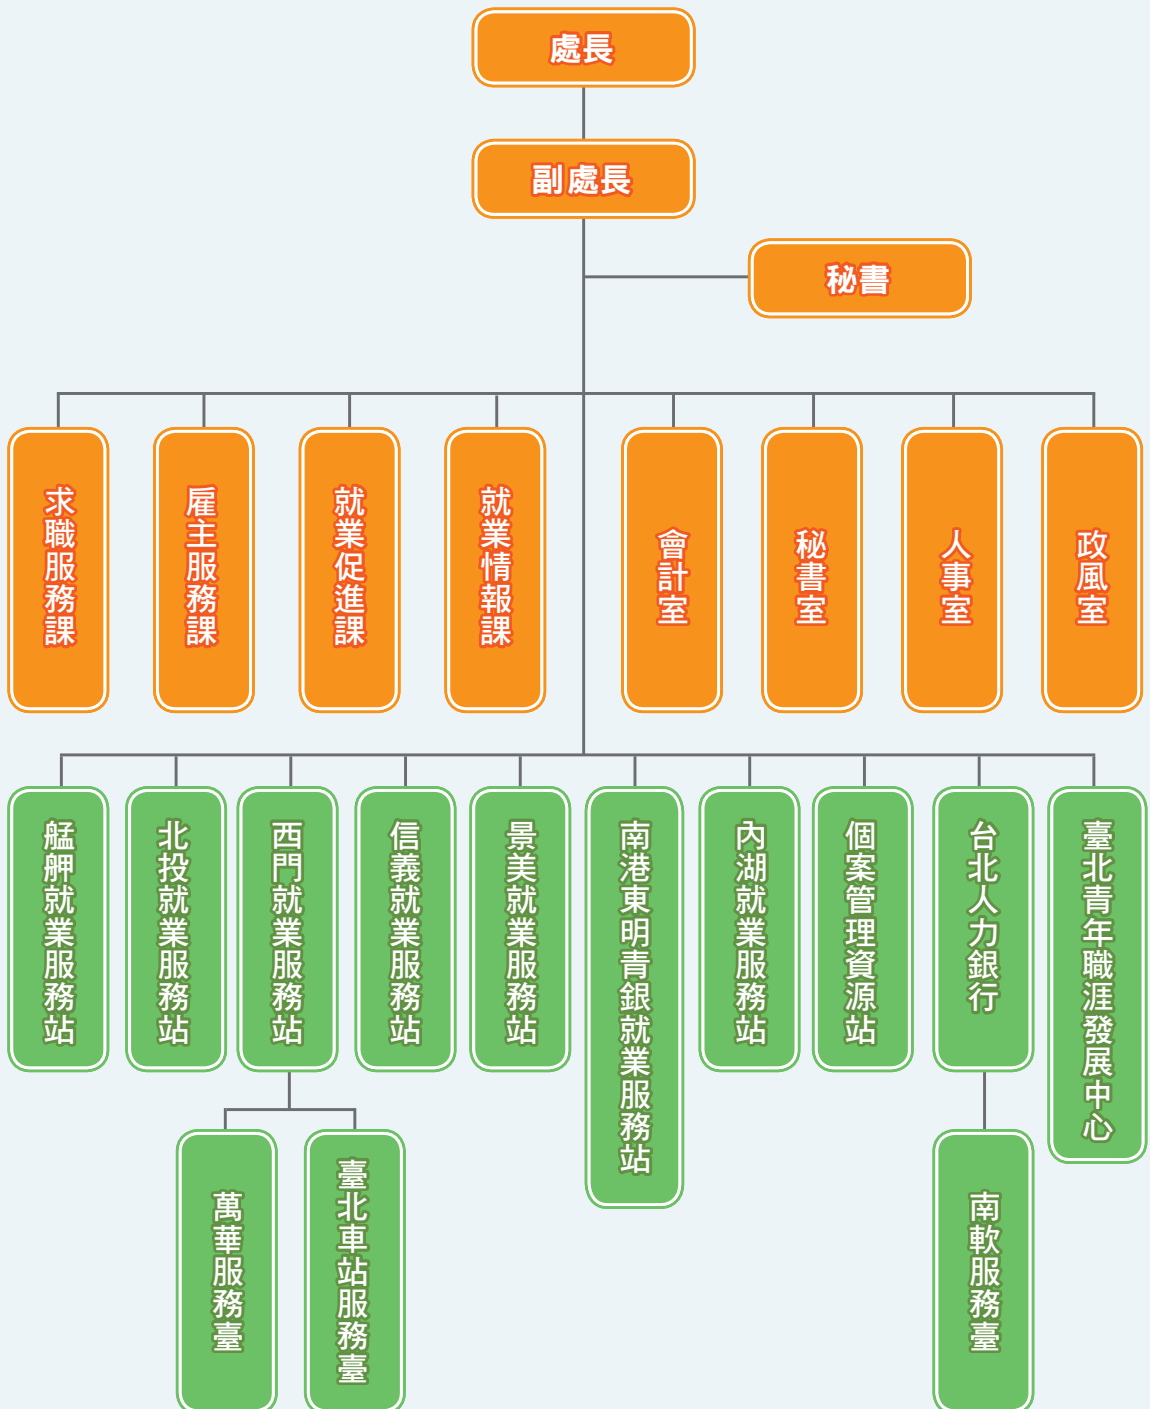 處長
副處長
秘書
求職服務課
雇主服務課
就業促進課
就業情報課
會計室
秘書室
人事室
政風室
艋舺就業服務站
北投就業服務站
西門就業服務站
信義就業服務站
景美就業服務站
南港東明青銀就業服務站
內湖就業服務站
個案管理資源站
台北人力銀行
臺北青年職涯發展中心
萬華服務臺
臺北車站服務臺
南軟服務臺